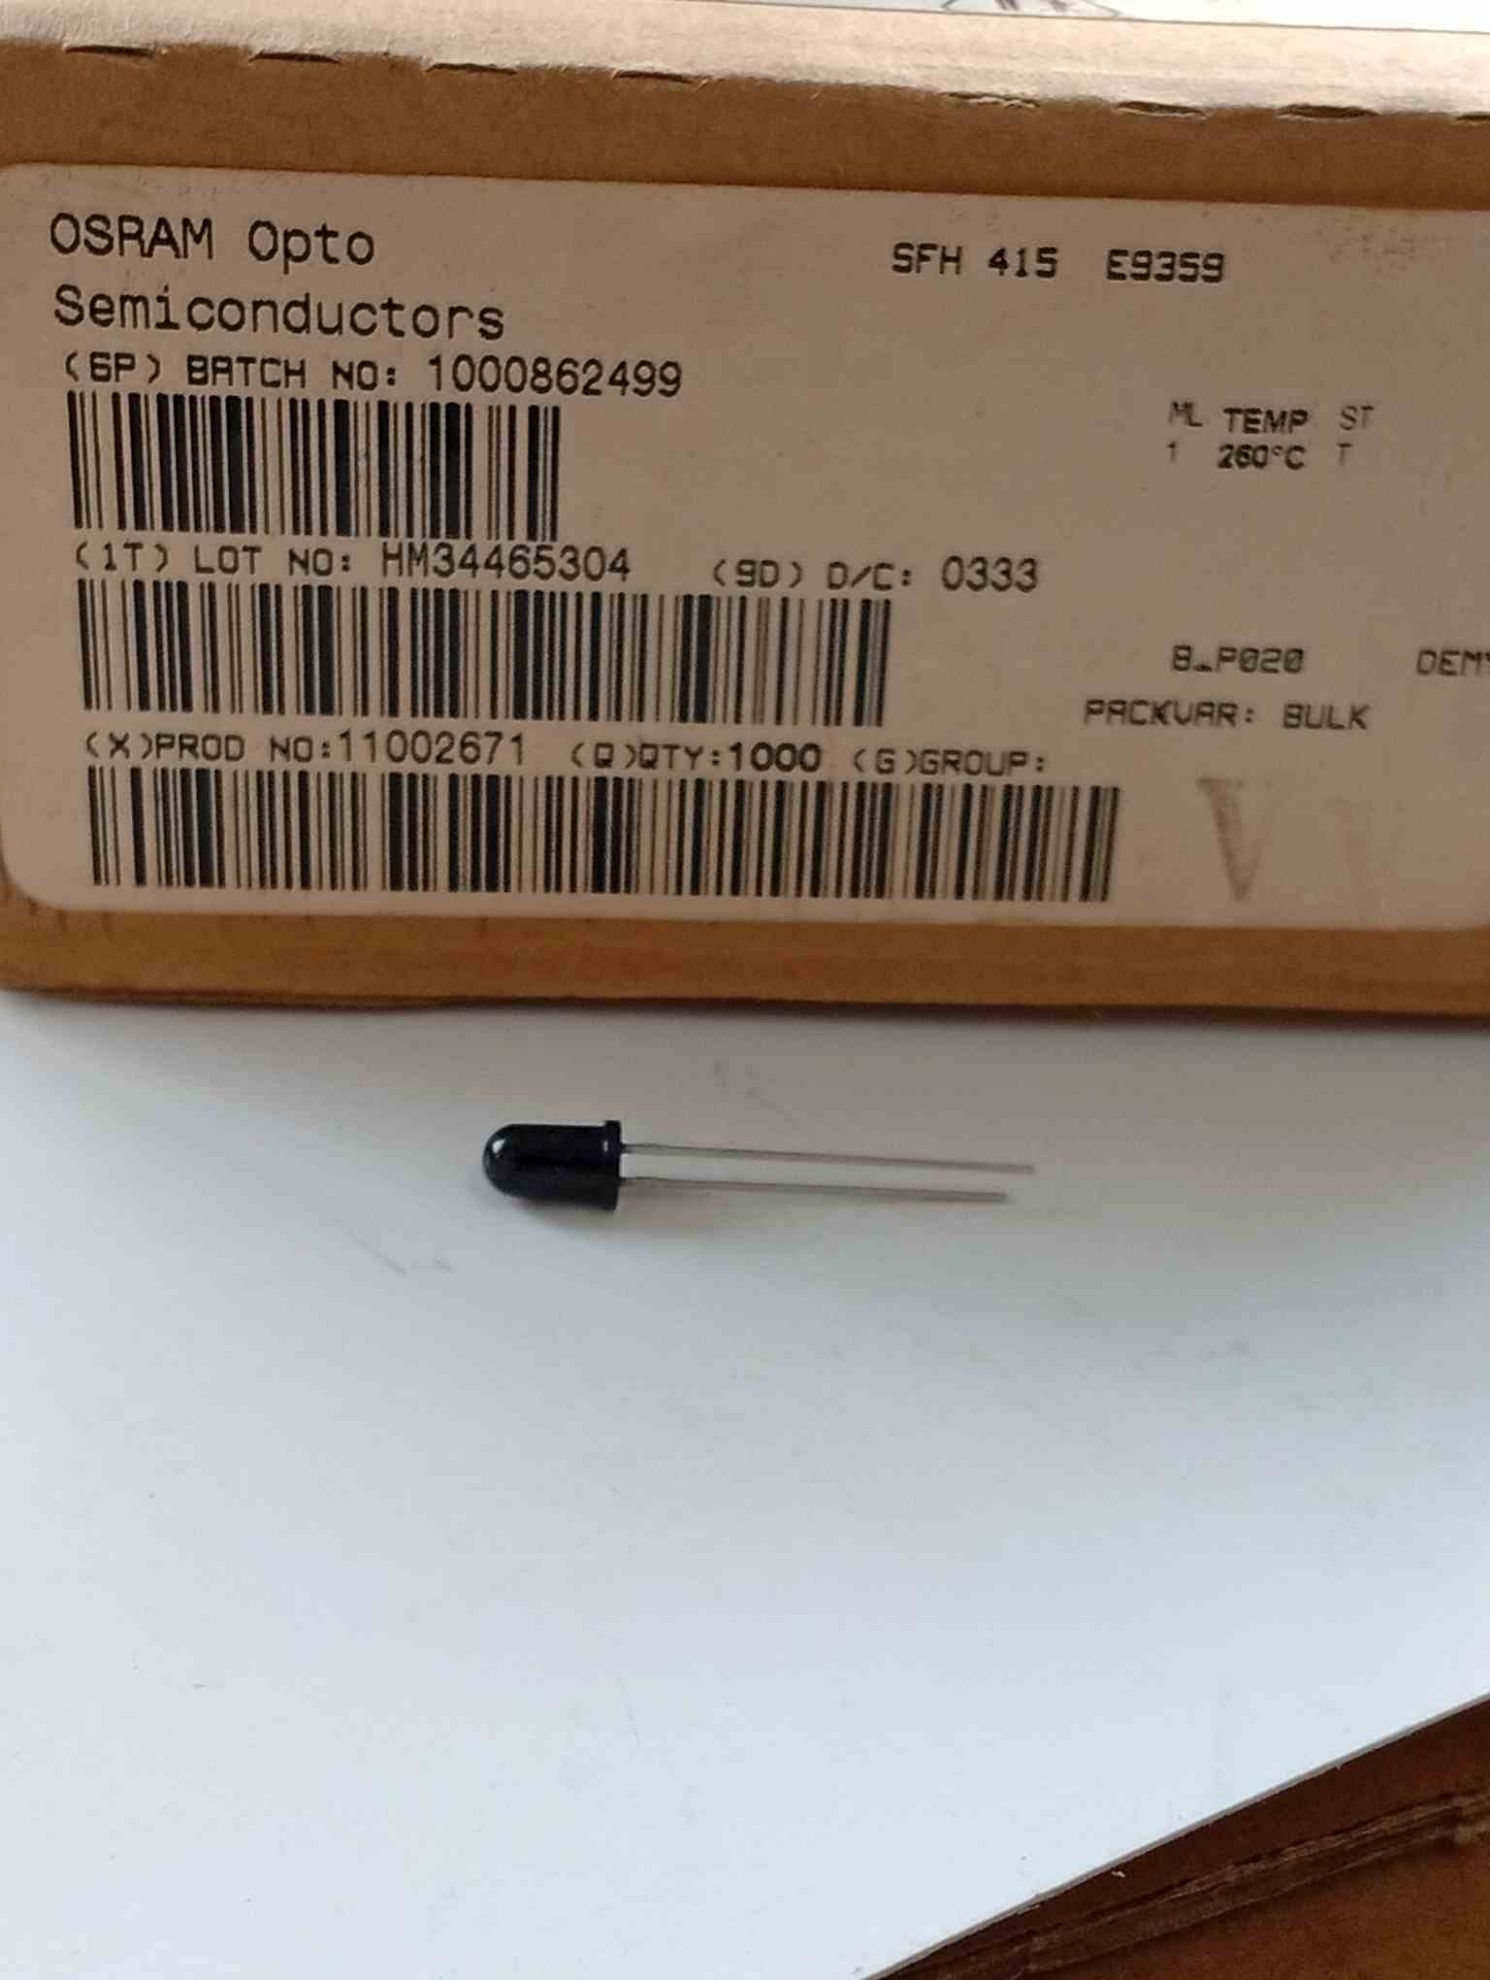 OSRAM Opto
Semiconductors
SFH 415 E9359
(6P) BATCH NO: 1000862499
ML TEMP ST
1 260°C T
(1T) LOT NO: HM34465304 (9D) D/C: 0333
B_P020
PACKVAR: BULK
(X)PROD NO:11002671 (Q)QTY:1000 (G)GROUP:
V